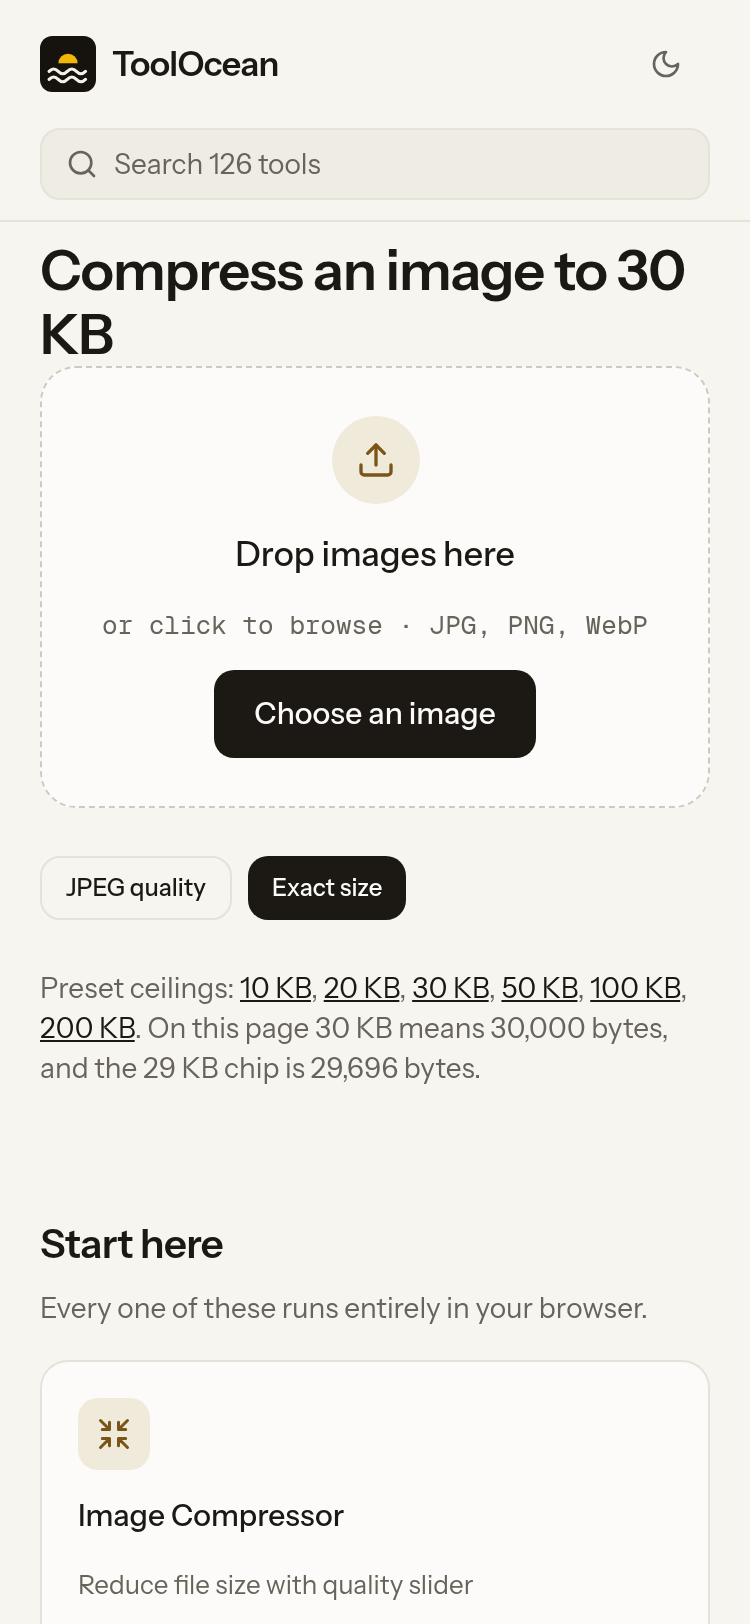 ToolOcean
Search 126 tools
Compress an image to 30
KB
Drop images here
or click to browse · JPG, PNG, WebP
Choose an image
JPEG quality
Exact size
Preset ceilings: 10 KB, 20 KB, 30 KB, 50 KB, 100 KB,
200 KB. On this page 30 KB means 30,000 bytes,
and the 29 KB chip is 29,696 bytes.
Start here
Every one of these runs entirely in your browser.
Image Compressor
Reduce file size with quality slider